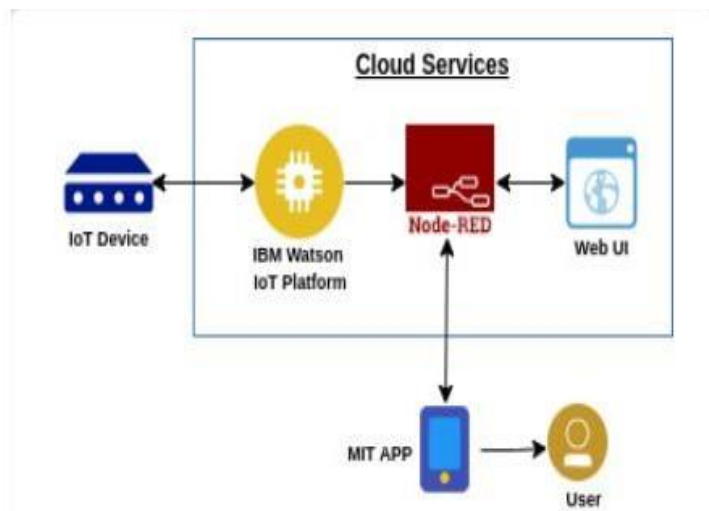 Cloud Services
IoT Device
IBM Watson
IoT Platform
Node-RED
Web UI
MIT APP
User